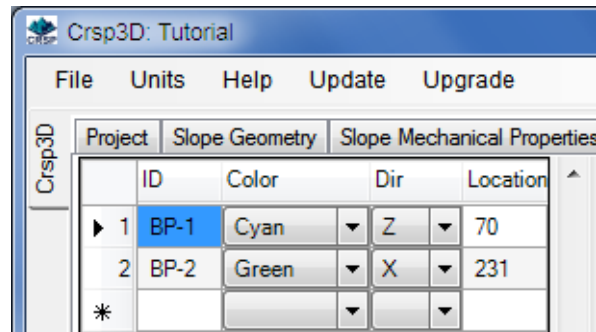 Crsp3D: Tutorial
File Units Help Update Upgrade
Crsp3D
Project Slope Geometry Slope Mechanical Properties
ID Color Dir Location
1 BP-1 Cyan Z 70
2 BP-2 Green X 231
*